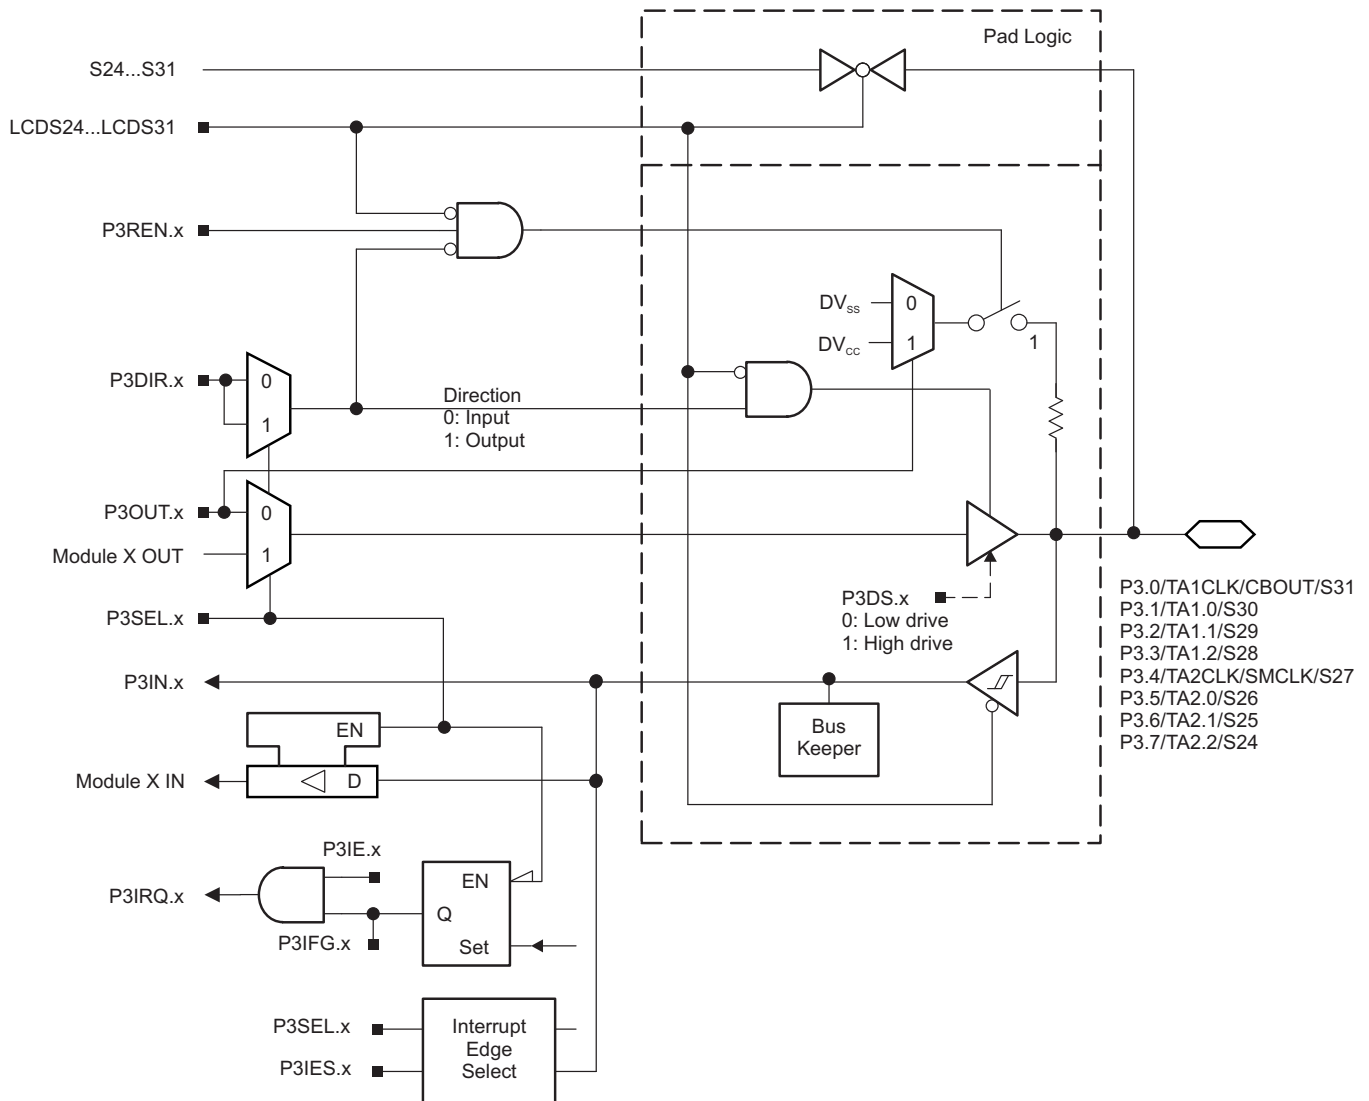 Pad Logic
S24...S31
LCDS24...LCDS31
P3REN.x
DVSS
0
DVCC
1
1
P3DIR.x
0
1
Direction
0: Input
1: Output
P3OUT.x
0
Module X OUT
1
P3SEL.x
P3DS.x
0: Low drive
1: High drive
P3.0/TA1CLK/CBOUT/S31
P3.1/TA1.0/S30
P3.2/TA1.1/S29
P3.3/TA1.2/S28
P3.4/TA2CLK/SMCLK/S27
P3.5/TA2.0/S26
P3.6/TA2.1/S25
P3.7/TA2.2/S24
P3IN.x
Bus
Keeper
EN
Module X IN
D
P3IE.x
P3IRQ.x
EN
Q
P3IFG.x
Set
P3SEL.x
P3IES.x
Interrupt
Edge
Select